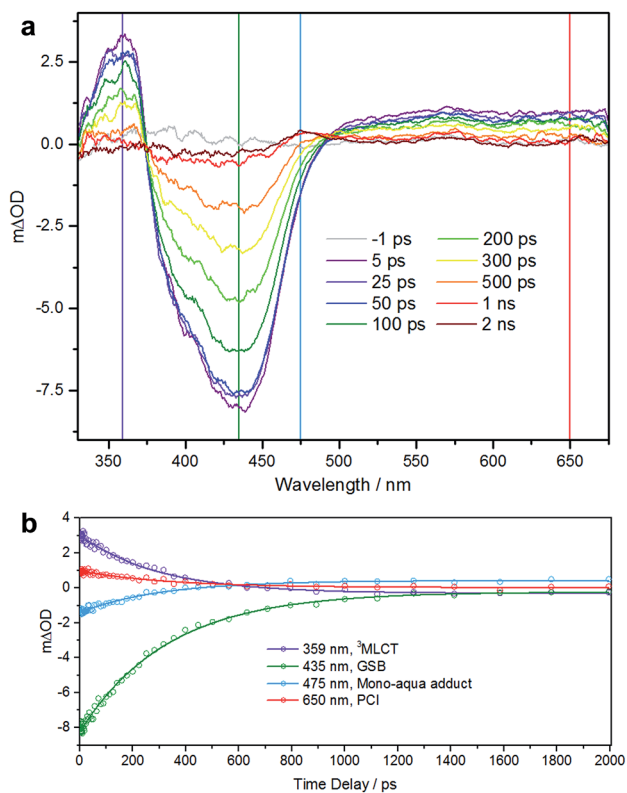 a
2.5
0.0
-2.5
-5.0
-7.5
mΔOD
-1 ps 200 ps
5 ps 300 ps
25 ps 500 ps
50 ps 1 ns
100 ps 2 ns
350 400 450 500 550 600 650
Wavelength / nm
b
4
2
0
-2
-4
-6
-8
mΔOD
359 nm, ³MLCT
435 nm, GSB
475 nm, Mono-aqua adduct
650 nm, PCI
0 200 400 600 800 1000 1200 1400 1600 1800 2000
Time Delay / ps